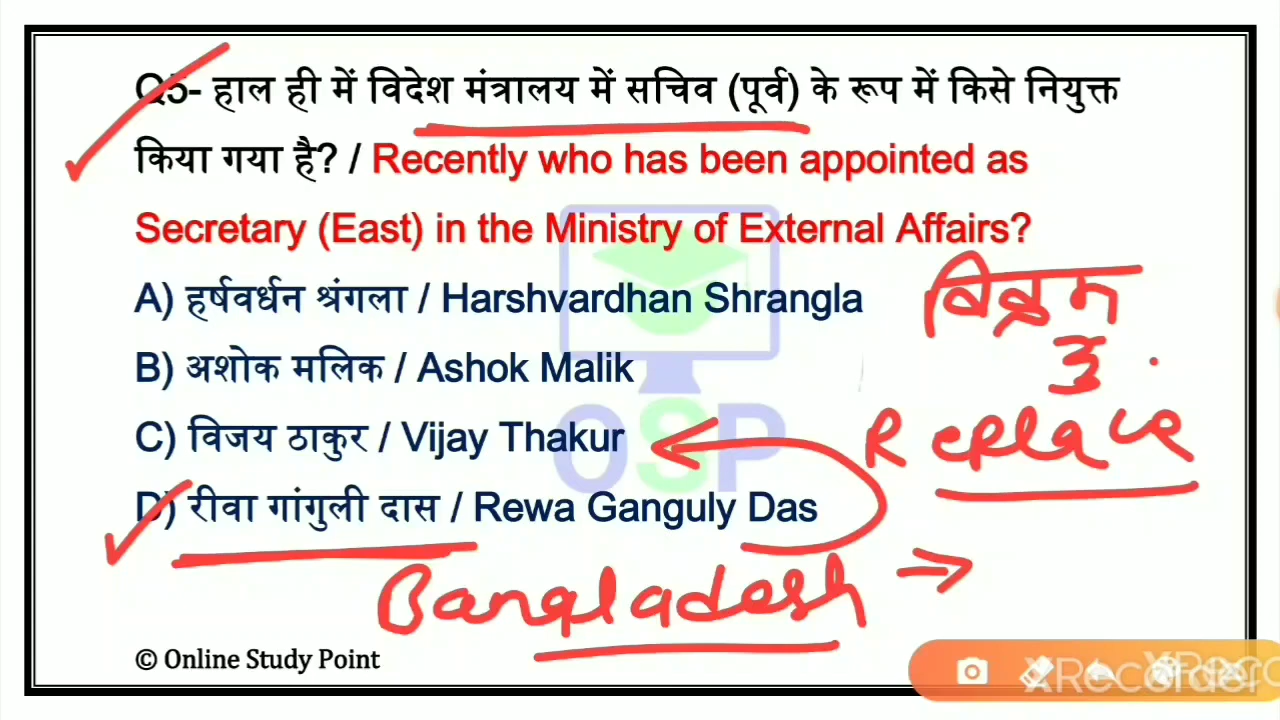 Q5- हाल ही में विदेश मंत्रालय में सचिव (पूर्व) के रूप में किसे नियुक्त
किया गया है? / Recently who has been appointed as
Secretary (East) in the Ministry of External Affairs?
A) हर्षवर्धन श्रंगला / Harshvardhan Shrangla
B) अशोक मलिक / Ashok Malik
C) विजय ठाकुर / Vijay Thakur
D) रीवा गांगुली दास / Rewa Ganguly Das
OSP
Replace
Bangladesh
© Online Study Point
XRecorder